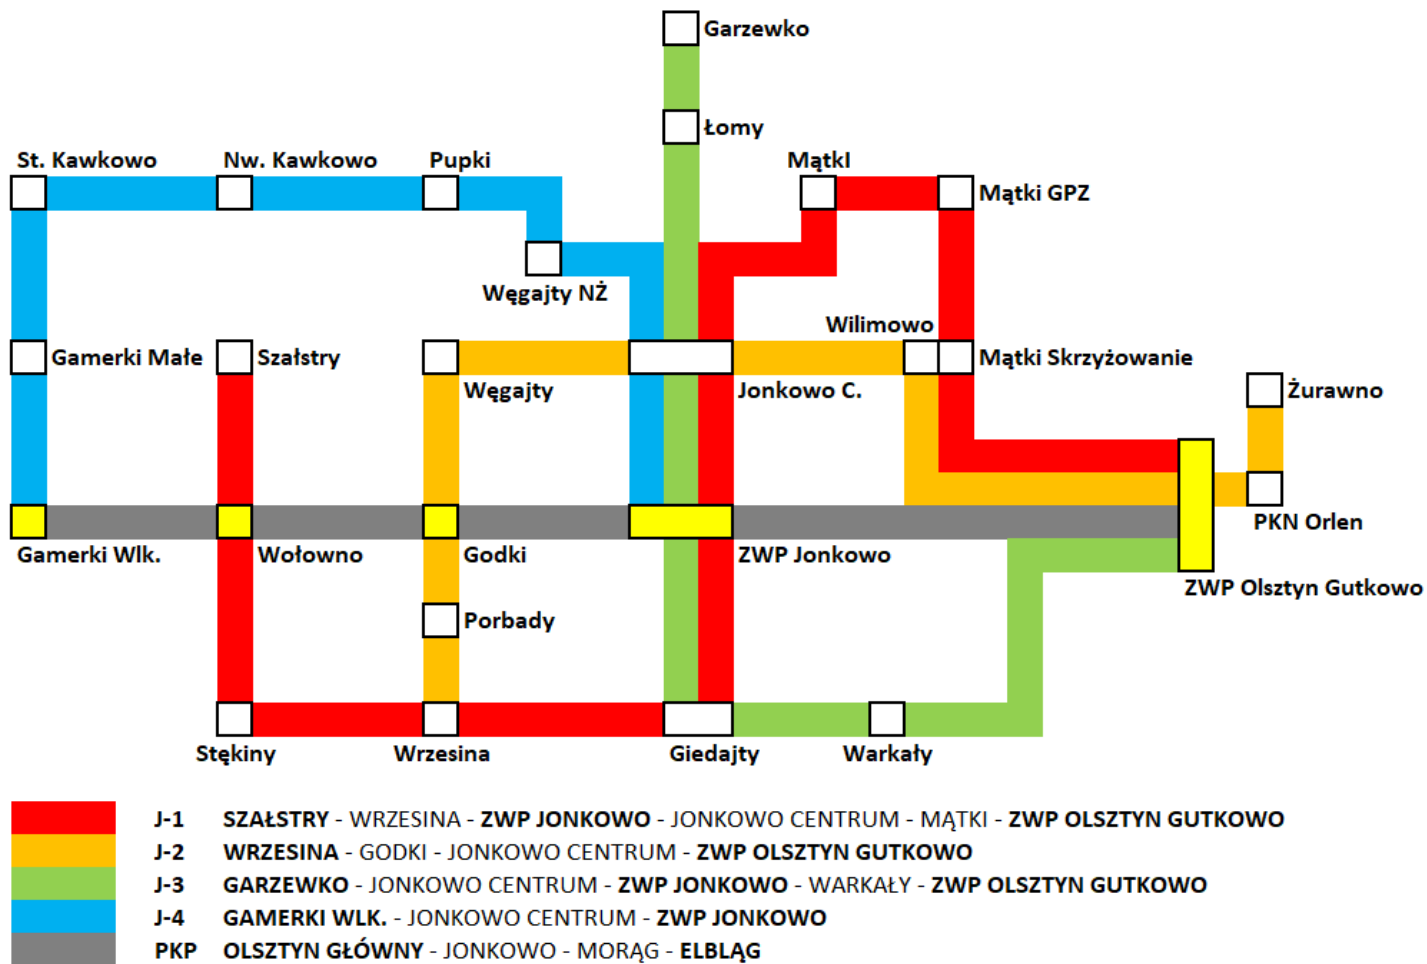 Garzewko
Łomy
St. Kawkowo
Nw. Kawkowo
Pupki
MątkI
Mątki GPZ
Węgajty NŻ
Wilimowo
Gamerki Małe
Szałstry
Węgajty
Jonkowo C.
Mątki Skrzyżowanie
Żurawno
PKN Orlen
Gamerki Wlk.
Wołowno
Godki
ZWP Jonkowo
ZWP Olsztyn Gutkowo
Porbady
Stękiny
Wrzesina
Giedajty
Warkały
J-1 SZAŁSTRY - WRZESINA - ZWP JONKOWO - JONKOWO CENTRUM - MĄTKI - ZWP OLSZTYN GUTKOWO
J-2 WRZESINA - GODKI - JONKOWO CENTRUM - ZWP OLSZTYN GUTKOWO
J-3 GARZEWKO - JONKOWO CENTRUM - ZWP JONKOWO - WARKAŁY - ZWP OLSZTYN GUTKOWO
J-4 GAMERKI WLK. - JONKOWO CENTRUM - ZWP JONKOWO
PKP OLSZTYN GŁÓWNY - JONKOWO - MORĄG - ELBLĄG